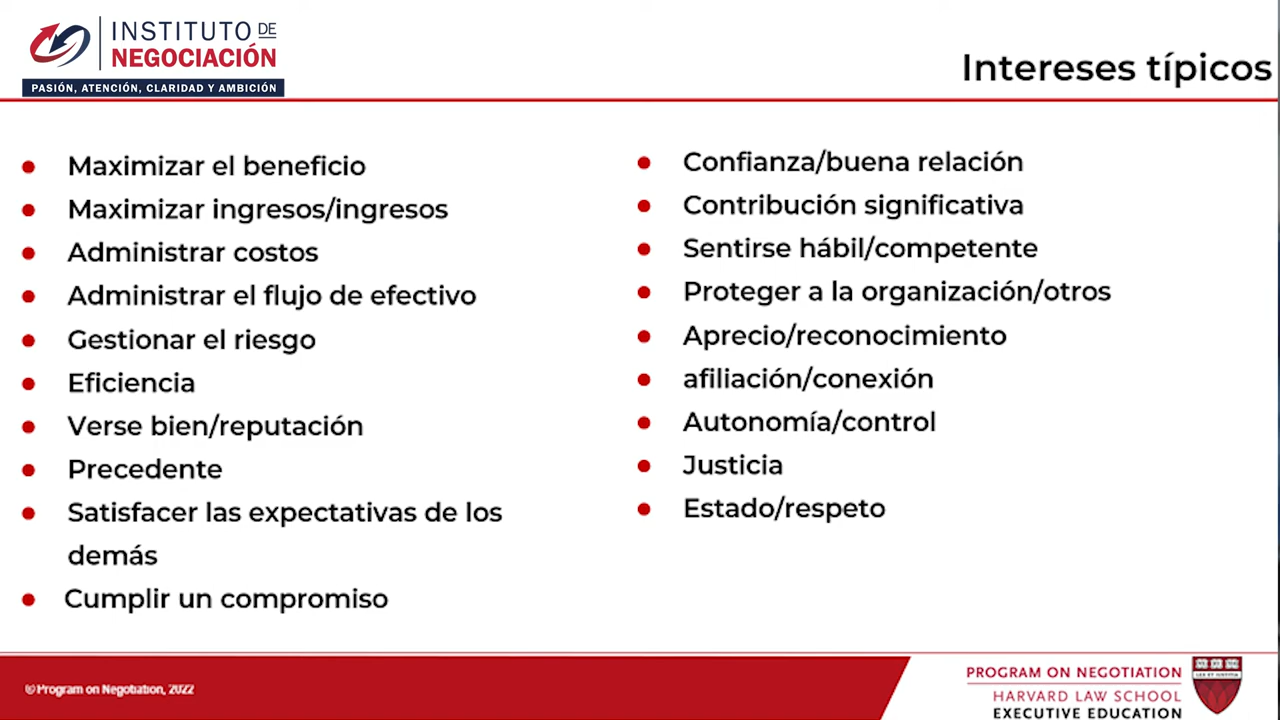 INSTITUTO DE
NEGOCIACIÓN
PASIÓN, ATENCIÓN, CLARIDAD Y AMBICIÓN
Intereses típicos
Maximizar el beneficio
Maximizar ingresos/ingresos
Administrar costos
Administrar el flujo de efectivo
Gestionar el riesgo
Eficiencia
Verse bien/reputación
Precedente
Satisfacer las expectativas de los
demás
Cumplir un compromiso
Confianza/buena relación
Contribución significativa
Sentirse hábil/competente
Proteger a la organización/otros
Aprecio/reconocimiento
afiliación/conexión
Autonomía/control
Justicia
Estado/respeto
© Program on Negotiation, 2022
PROGRAM ON NEGOTIATION
HARVARD LAW SCHOOL
EXECUTIVE EDUCATION